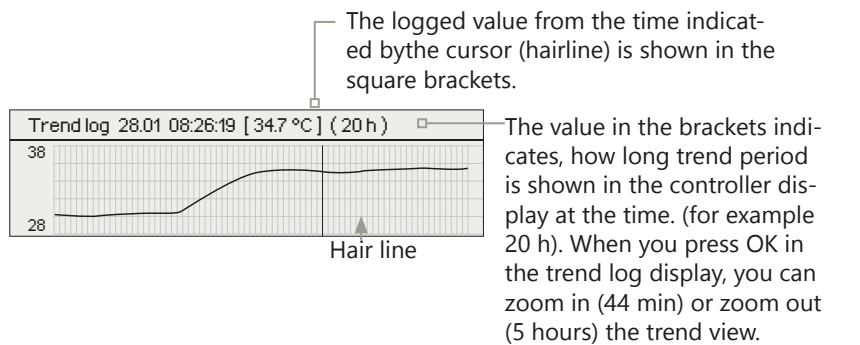 The logged value from the time indicat-
ed bythe cursor (hairline) is shown in the
square brackets.
Trend log 28.01 08:26:19 [ 34.7 °C ] ( 20 h )
38
28
Hair line
The value in the brackets indi-
cates, how long trend period
is shown in the controller dis-
play at the time. (for example
20 h). When you press OK in
the trend log display, you can
zoom in (44 min) or zoom out
(5 hours) the trend view.